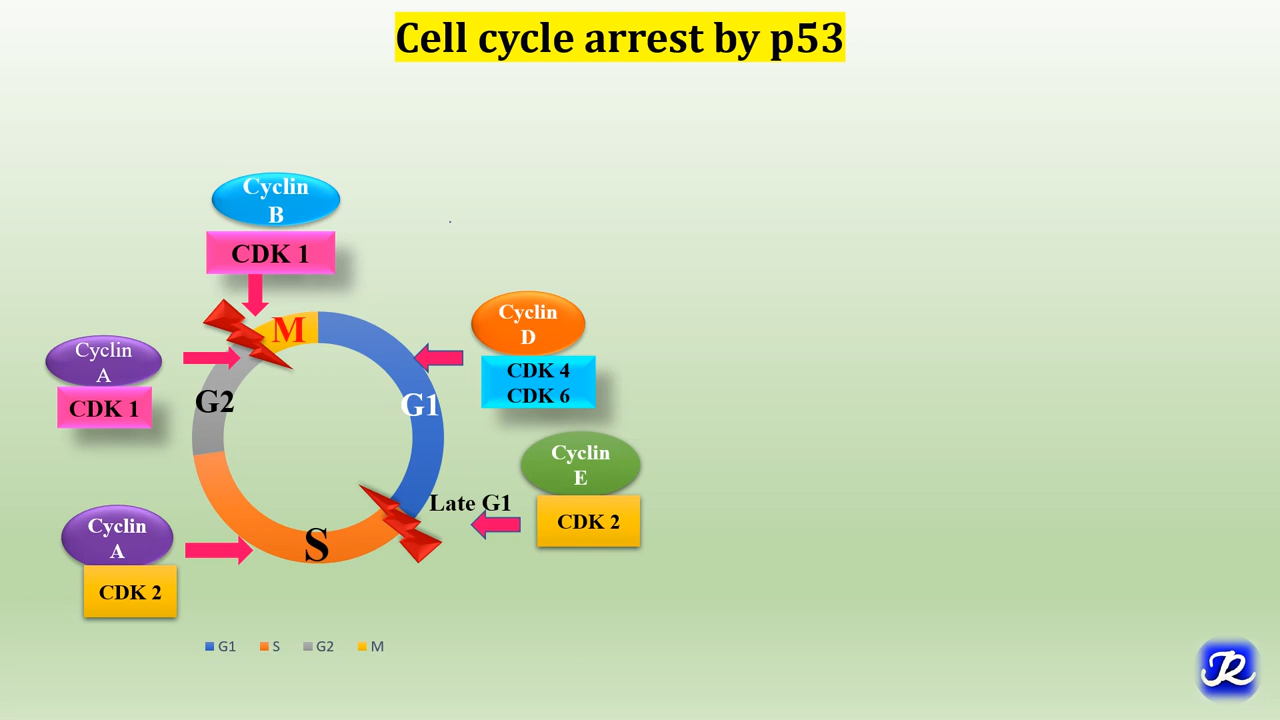 Cell cycle arrest by p53
Cyclin
B
CDK 1
M
Cyclin
D
CDK 4
CDK 6
Cyclin
A
CDK 1
G2
G1
Cyclin
E
Late G1
CDK 2
Cyclin
A
S
CDK 2
G1 S G2 M
JR